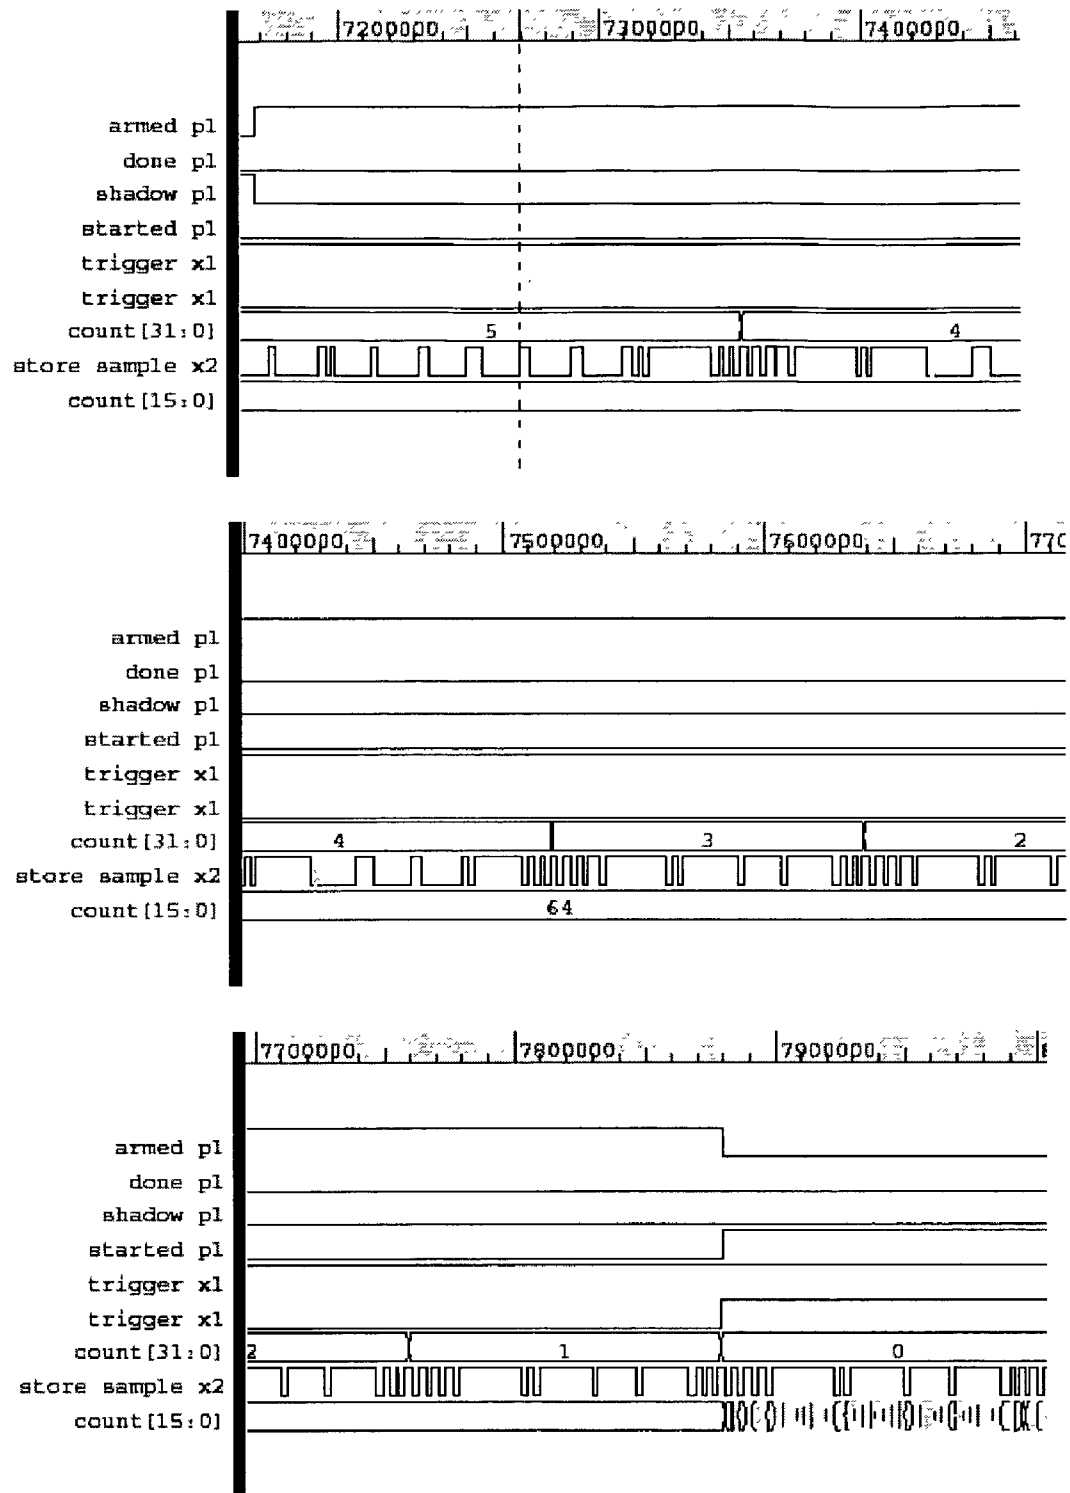 7200000 7300000 7400000
armed p1
done p1
shadow p1
started p1
trigger x1
trigger x1
count[31:0] 5 4
store sample x2
count[15:0]
7400000 7500000 7600000 770
armed p1
done p1
shadow p1
started p1
trigger x1
trigger x1
count[31:0] 4 3 2
store sample x2
count[15:0] 64
7700000 7800000 7900000
armed p1
done p1
shadow p1
started p1
trigger x1
trigger x1
count[31:0] 2 1 0
store sample x2
count[15:0]